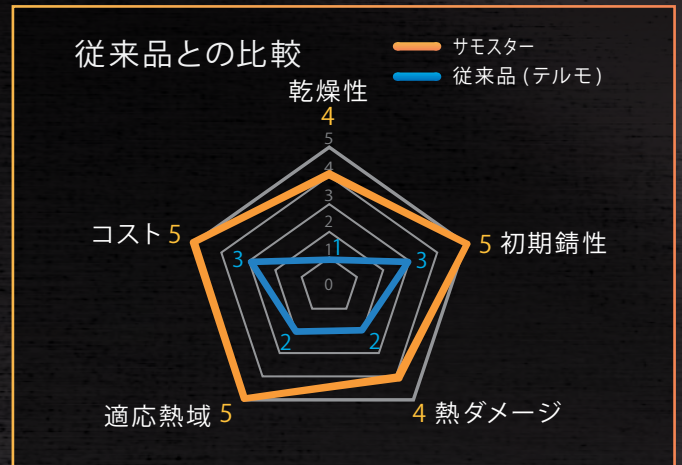 従来品との比較
サモスター
従来品(テルモ)
乾燥性
4
5
4
3
2
1
1
0
コスト 5
3
3
5 初期錆性
2
2
適応熱域 5
4 熱ダメージ